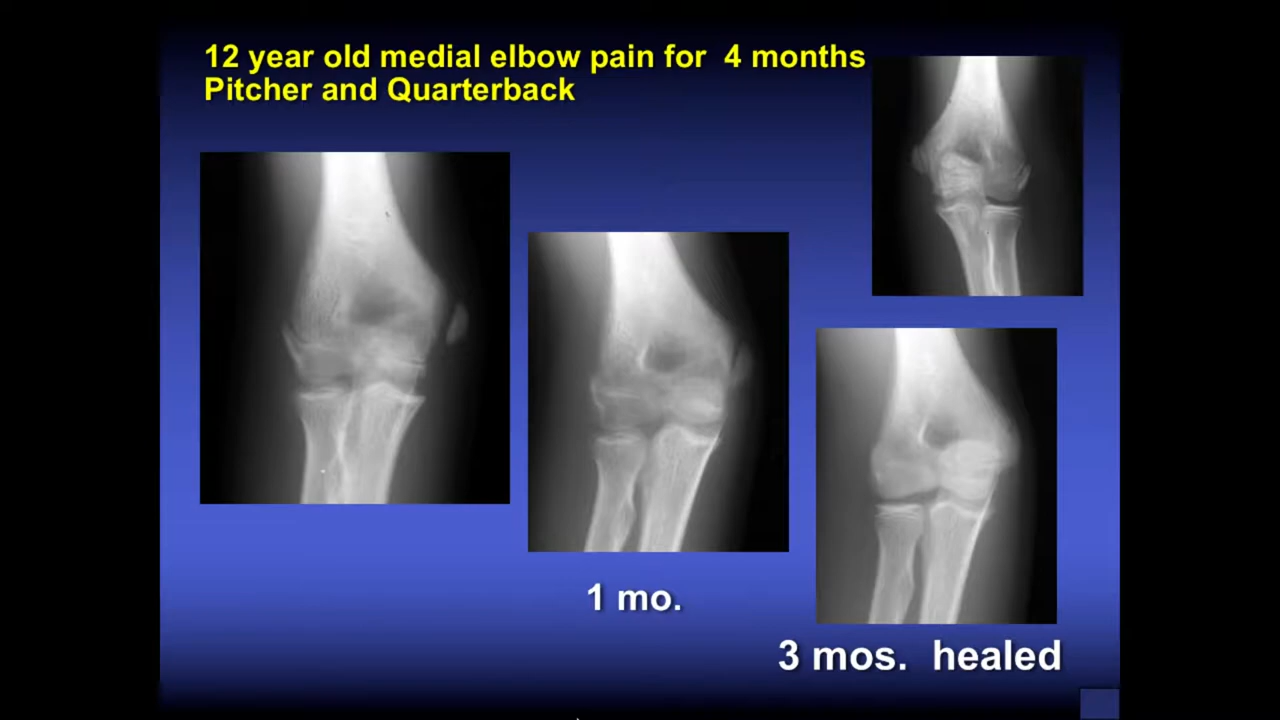 12 year old medial elbow pain for 4 months
Pitcher and Quarterback
1 mo.
3 mos. healed